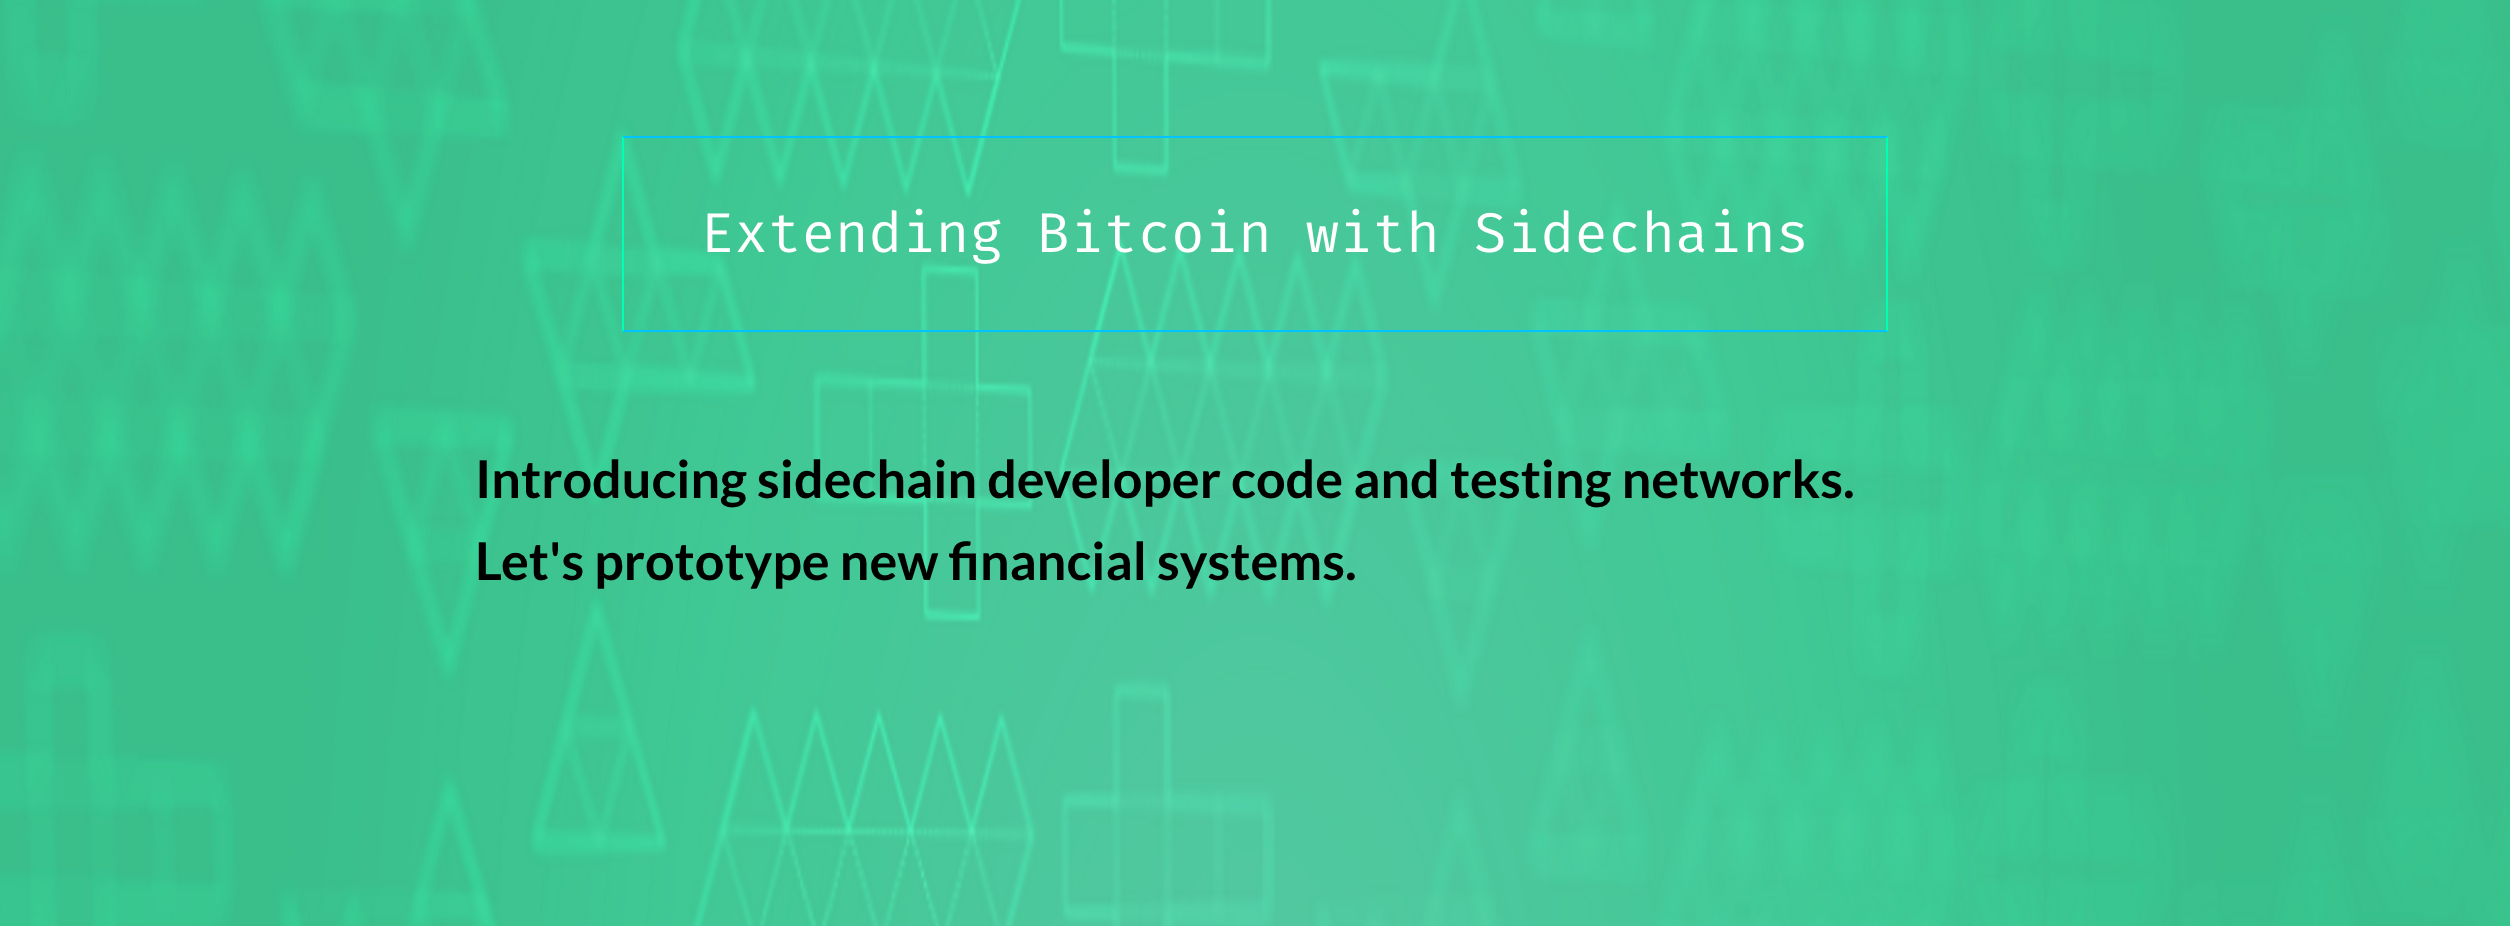 Extending Bitcoin with Sidechains
Introducing sidechain developer code and testing networks.
Let's prototype new financial systems.